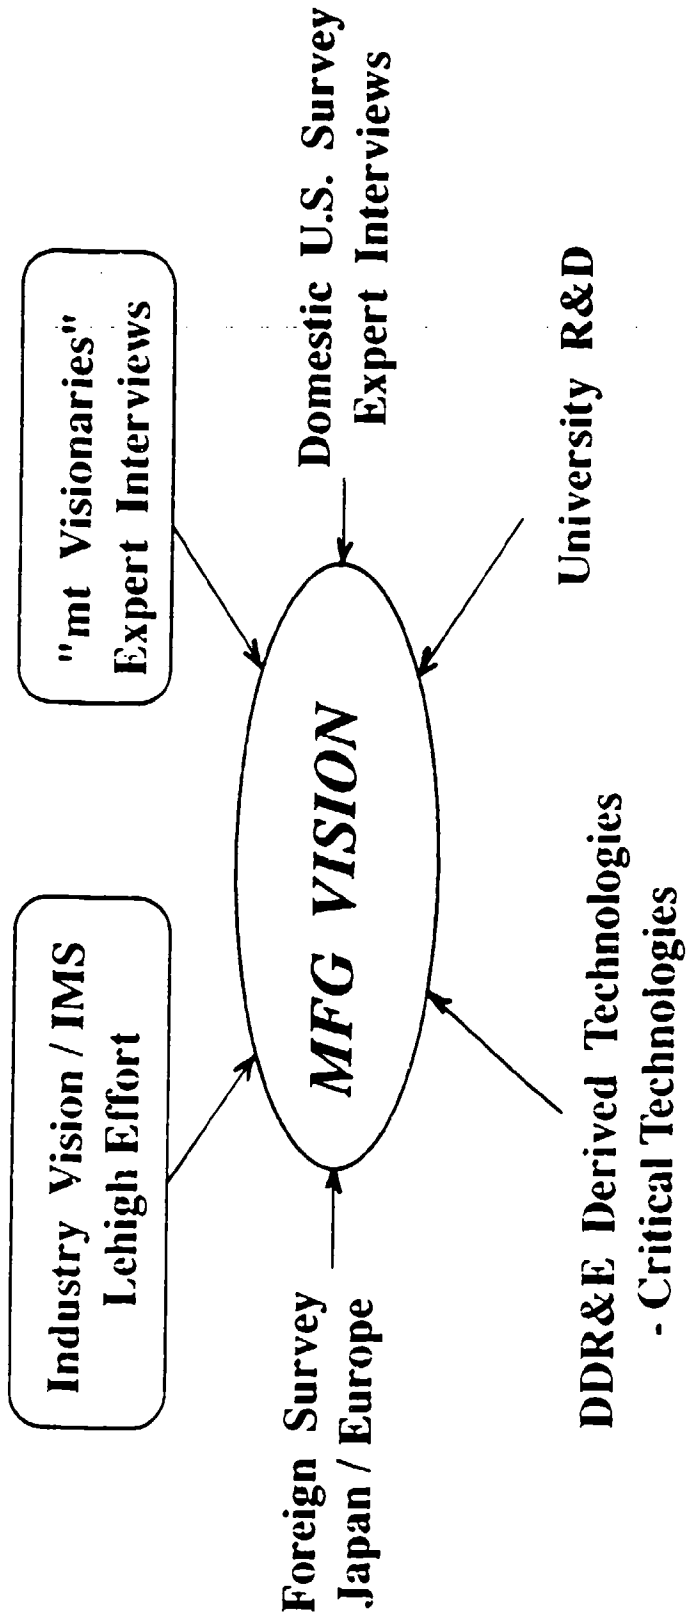 Industry Vision / IMS
Lehigh Effort
"mt Visionaries"
Expert Interviews
Foreign Survey
Japan / Europe
MFG VISION
Domestic U.S. Survey
Expert Interviews
DDR&E Derived Technologies
- Critical Technologies
University R&D